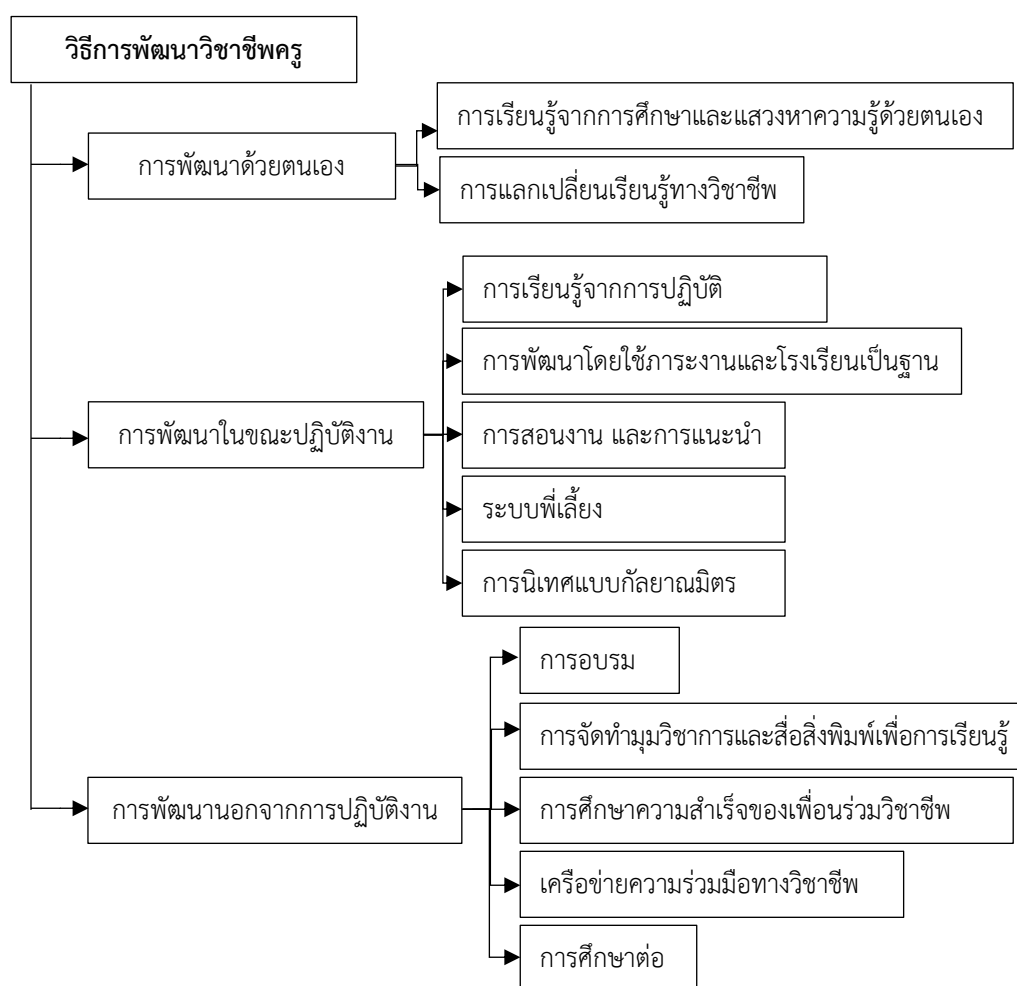 วิธีการพัฒนาวิชาชีพครู
การพัฒนาด้วยตนเอง
การเรียนรู้จากการศึกษาและแสวงหาความรู้ด้วยตนเอง
การแลกเปลี่ยนเรียนรู้ทางวิชาชีพ
การพัฒนาในขณะปฏิบัติงาน
การเรียนรู้จากการปฏิบัติ
การพัฒนาโดยใช้ภาระงานและโรงเรียนเป็นฐาน
การสอนงาน และการแนะนำ
ระบบพี่เลี้ยง
การนิเทศแบบกัลยาณมิตร
การพัฒนานอกจากการปฏิบัติงาน
การอบรม
การจัดทำมุมวิชาการและสื่อสิ่งพิมพ์เพื่อการเรียนรู้
การศึกษาความสำเร็จของเพื่อนร่วมวิชาชีพ
เครือข่ายความร่วมมือทางวิชาชีพ
การศึกษาต่อ